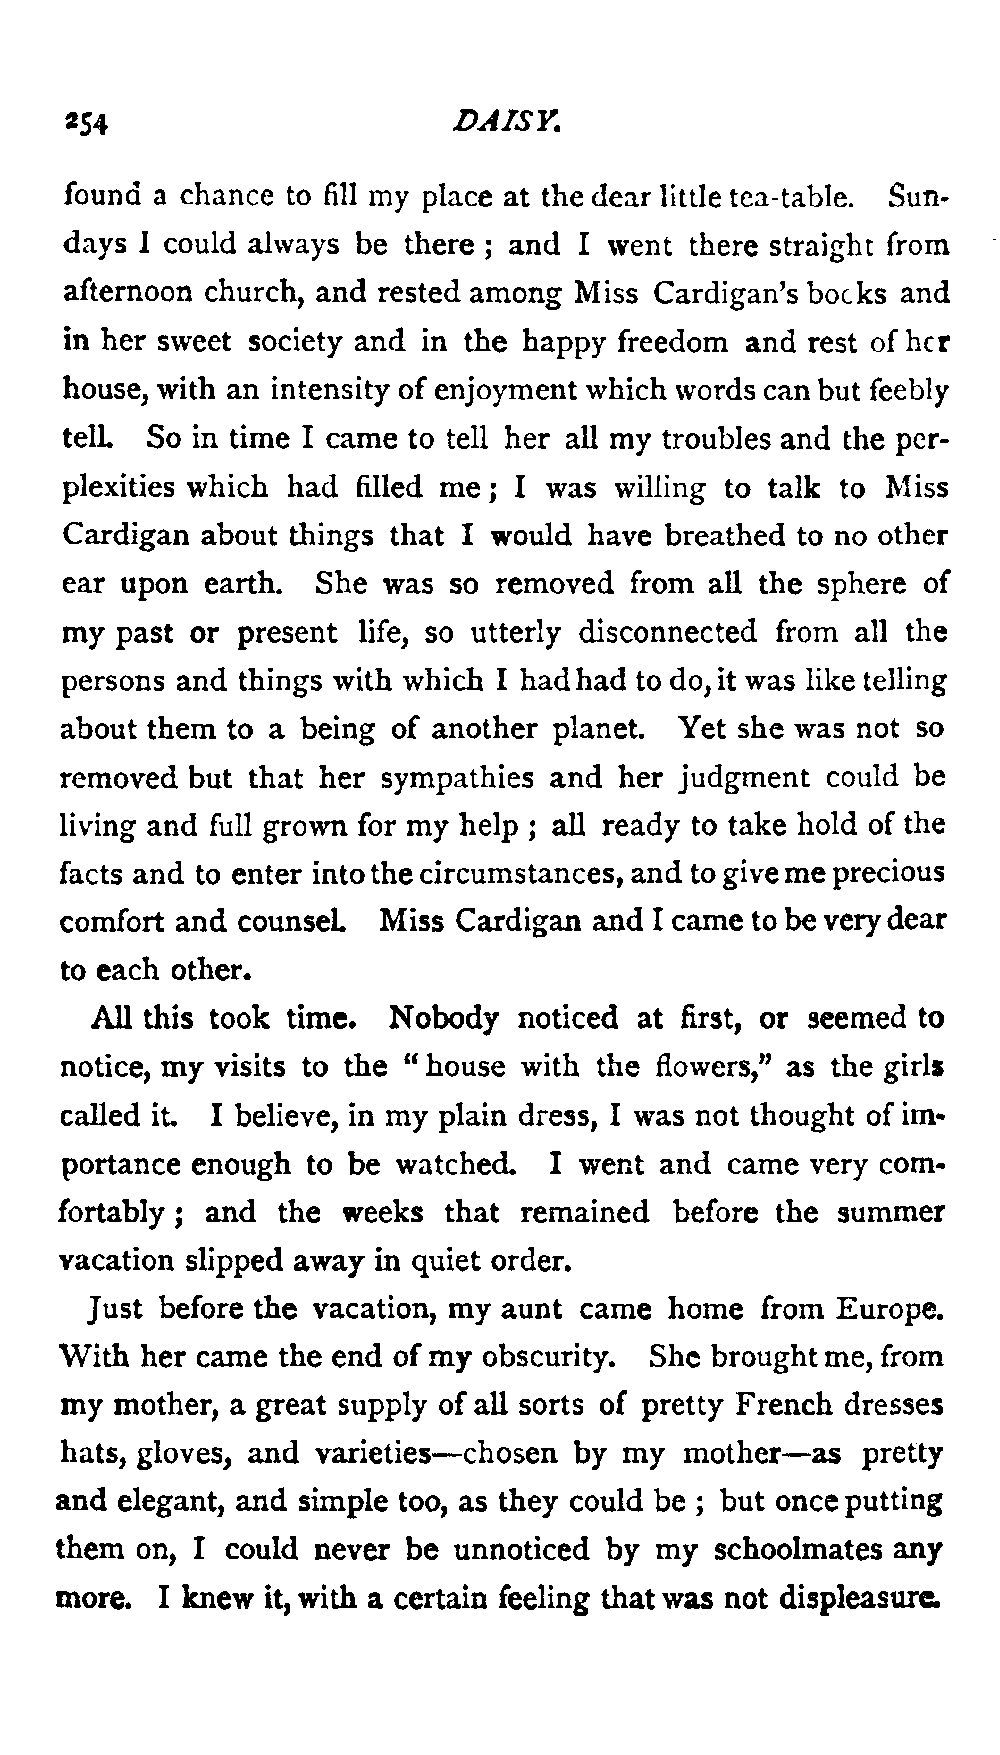 254 DAISY.
found a chance to fill my place at the dear little tea-table. Sun-
days I could always be there ; and I went there straight from
afternoon church, and rested among Miss Cardigan's books and
in her sweet society and in the happy freedom and rest of her
house, with an intensity of enjoyment which words can but feebly
tell. So in time I came to tell her all my troubles and the per-
plexities which had filled me ; I was willing to talk to Miss
Cardigan about things that I would have breathed to no other
ear upon earth. She was so removed from all the sphere of
my past or present life, so utterly disconnected from all the
persons and things with which I had had to do, it was like telling
about them to a being of another planet. Yet she was not so
removed but that her sympathies and her judgment could be
living and full grown for my help ; all ready to take hold of the
facts and to enter into the circumstances, and to give me precious
comfort and counsel. Miss Cardigan and I came to be very dear
to each other.
All this took time. Nobody noticed at first, or seemed to
notice, my visits to the “ house with the flowers,” as the girls
called it. I believe, in my plain dress, I was not thought of im-
portance enough to be watched. I went and came very com-
fortably ; and the weeks that remained before the summer
vacation slipped away in quiet order.
Just before the vacation, my aunt came home from Europe.
With her came the end of my obscurity. She brought me, from
my mother, a great supply of all sorts of pretty French dresses
hats, gloves, and varieties—chosen by my mother—as pretty
and elegant, and simple too, as they could be ; but once putting
them on, I could never be unnoticed by my schoolmates any
more. I knew it, with a certain feeling that was not displeasure.